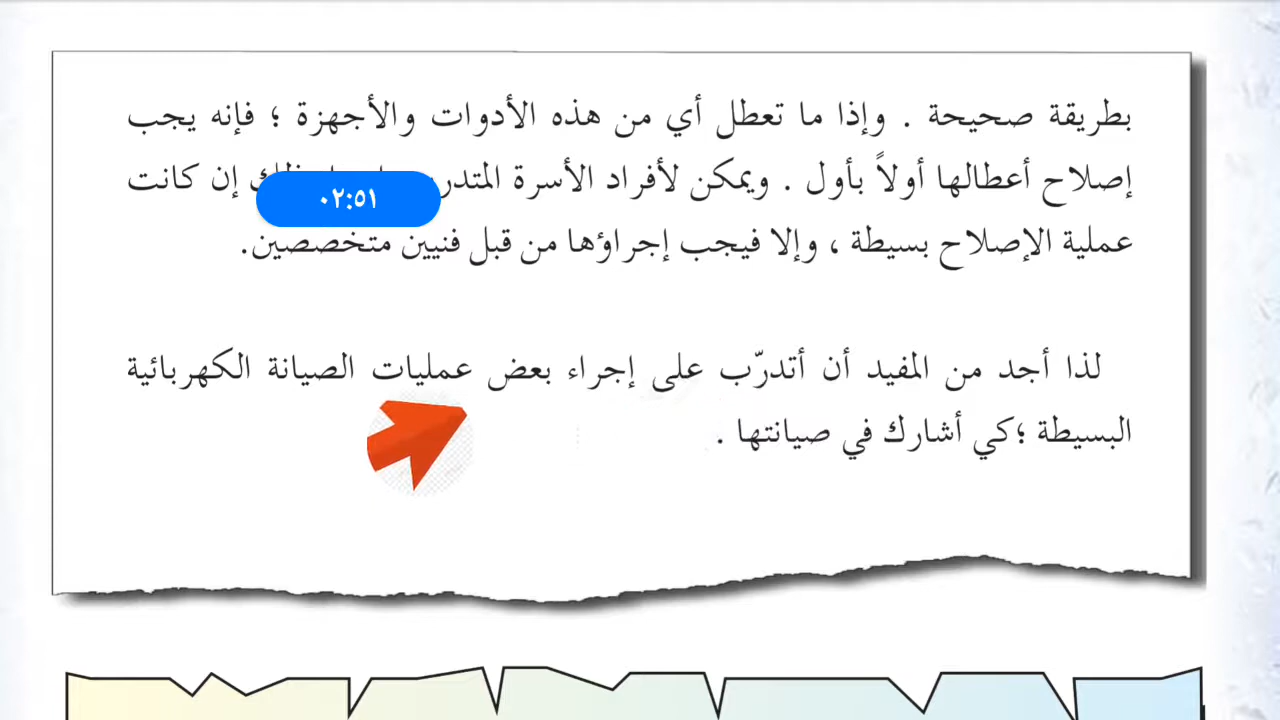 بطريقة صحيحة . وإذا ما تعطل أي من هذه الأدوات والأجهزة ؛ فإنه يجب
إصلاح أعطالها أولاً بأول . ويمكن لأفراد الأسرة إن كانت
٠٢:٥١
عملية الإصلاح بسيطة ، وإلا فيجب إجراؤها من قبل فنيين متخصصين.
لذا أجد من المفيد أن أتدرّب على إجراء بعض عمليات الصيانة الكهربائية
البسيطة ؛كي أشارك في صيانتها .